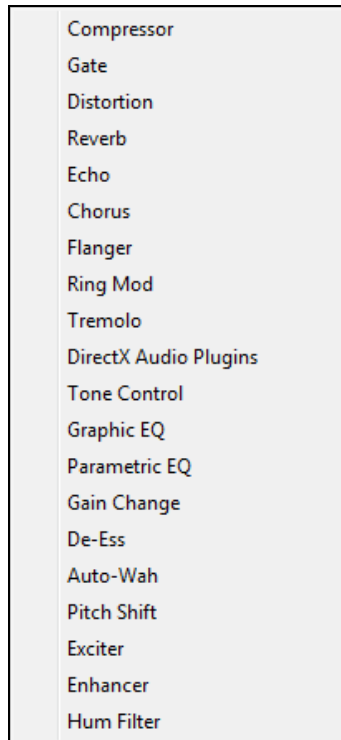 Compressor
Gate
Distortion
Reverb
Echo
Chorus
Flanger
Ring Mod
Tremolo
DirectX Audio Plugins
Tone Control
Graphic EQ
Parametric EQ
Gain Change
De-Ess
Auto-Wah
Pitch Shift
Exciter
Enhancer
Hum Filter